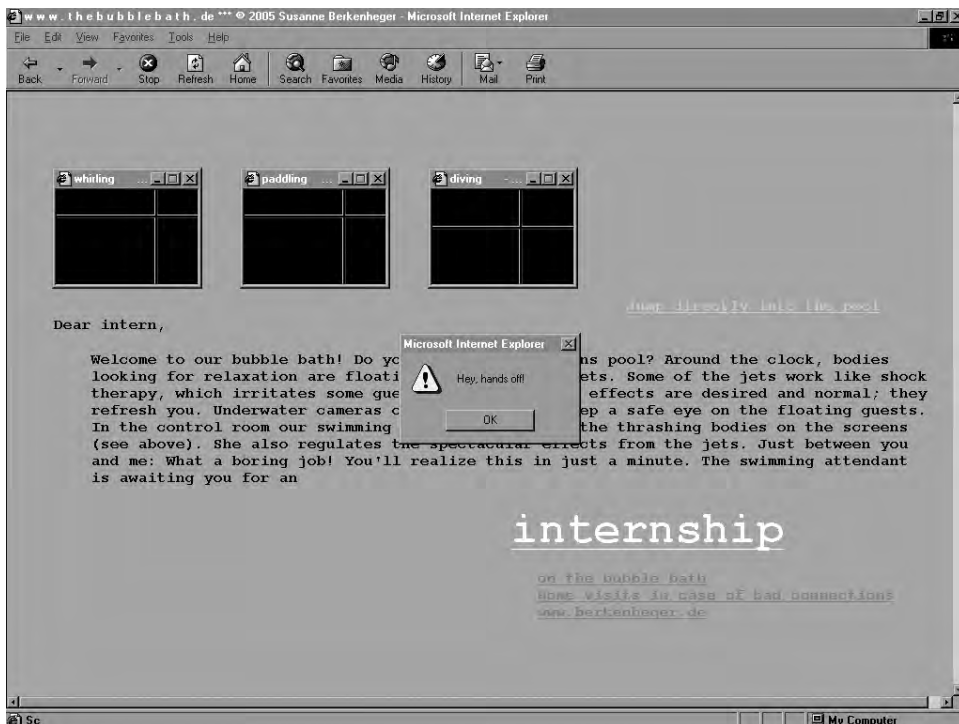 www.thebubblebath.de *** © 2005 Susanne Berkenheger - Microsoft Internet Explorer
File Edit View Favorites Tools Help
Back Forward Stop Refresh Home Search Favorites Media History Mail Print
whirling ... paddling ... diving -...
Jump directly into the pool
Dear intern,
Microsoft Internet Explorer
Hey, hands off!
OK
Welcome to our bubble bath! Do yo ns pool? Around the clock, bodies
looking for relaxation are floati ets. Some of the jets work like shock
therapy, which irritates some gue effects are desired and normal; they
refresh you. Underwater cameras c ep a safe eye on the floating guests.
In the control room our swimming the thrashing bodies on the screens
(see above). She also regulates the spectacular effects from the jets. Just between you
and me: What a boring job! You'll realize this in just a minute. The swimming attendant
is awaiting you for an
internship
on the bubble bath
home visits in case of bad connections
www.berkenheger.de
Sc My Computer